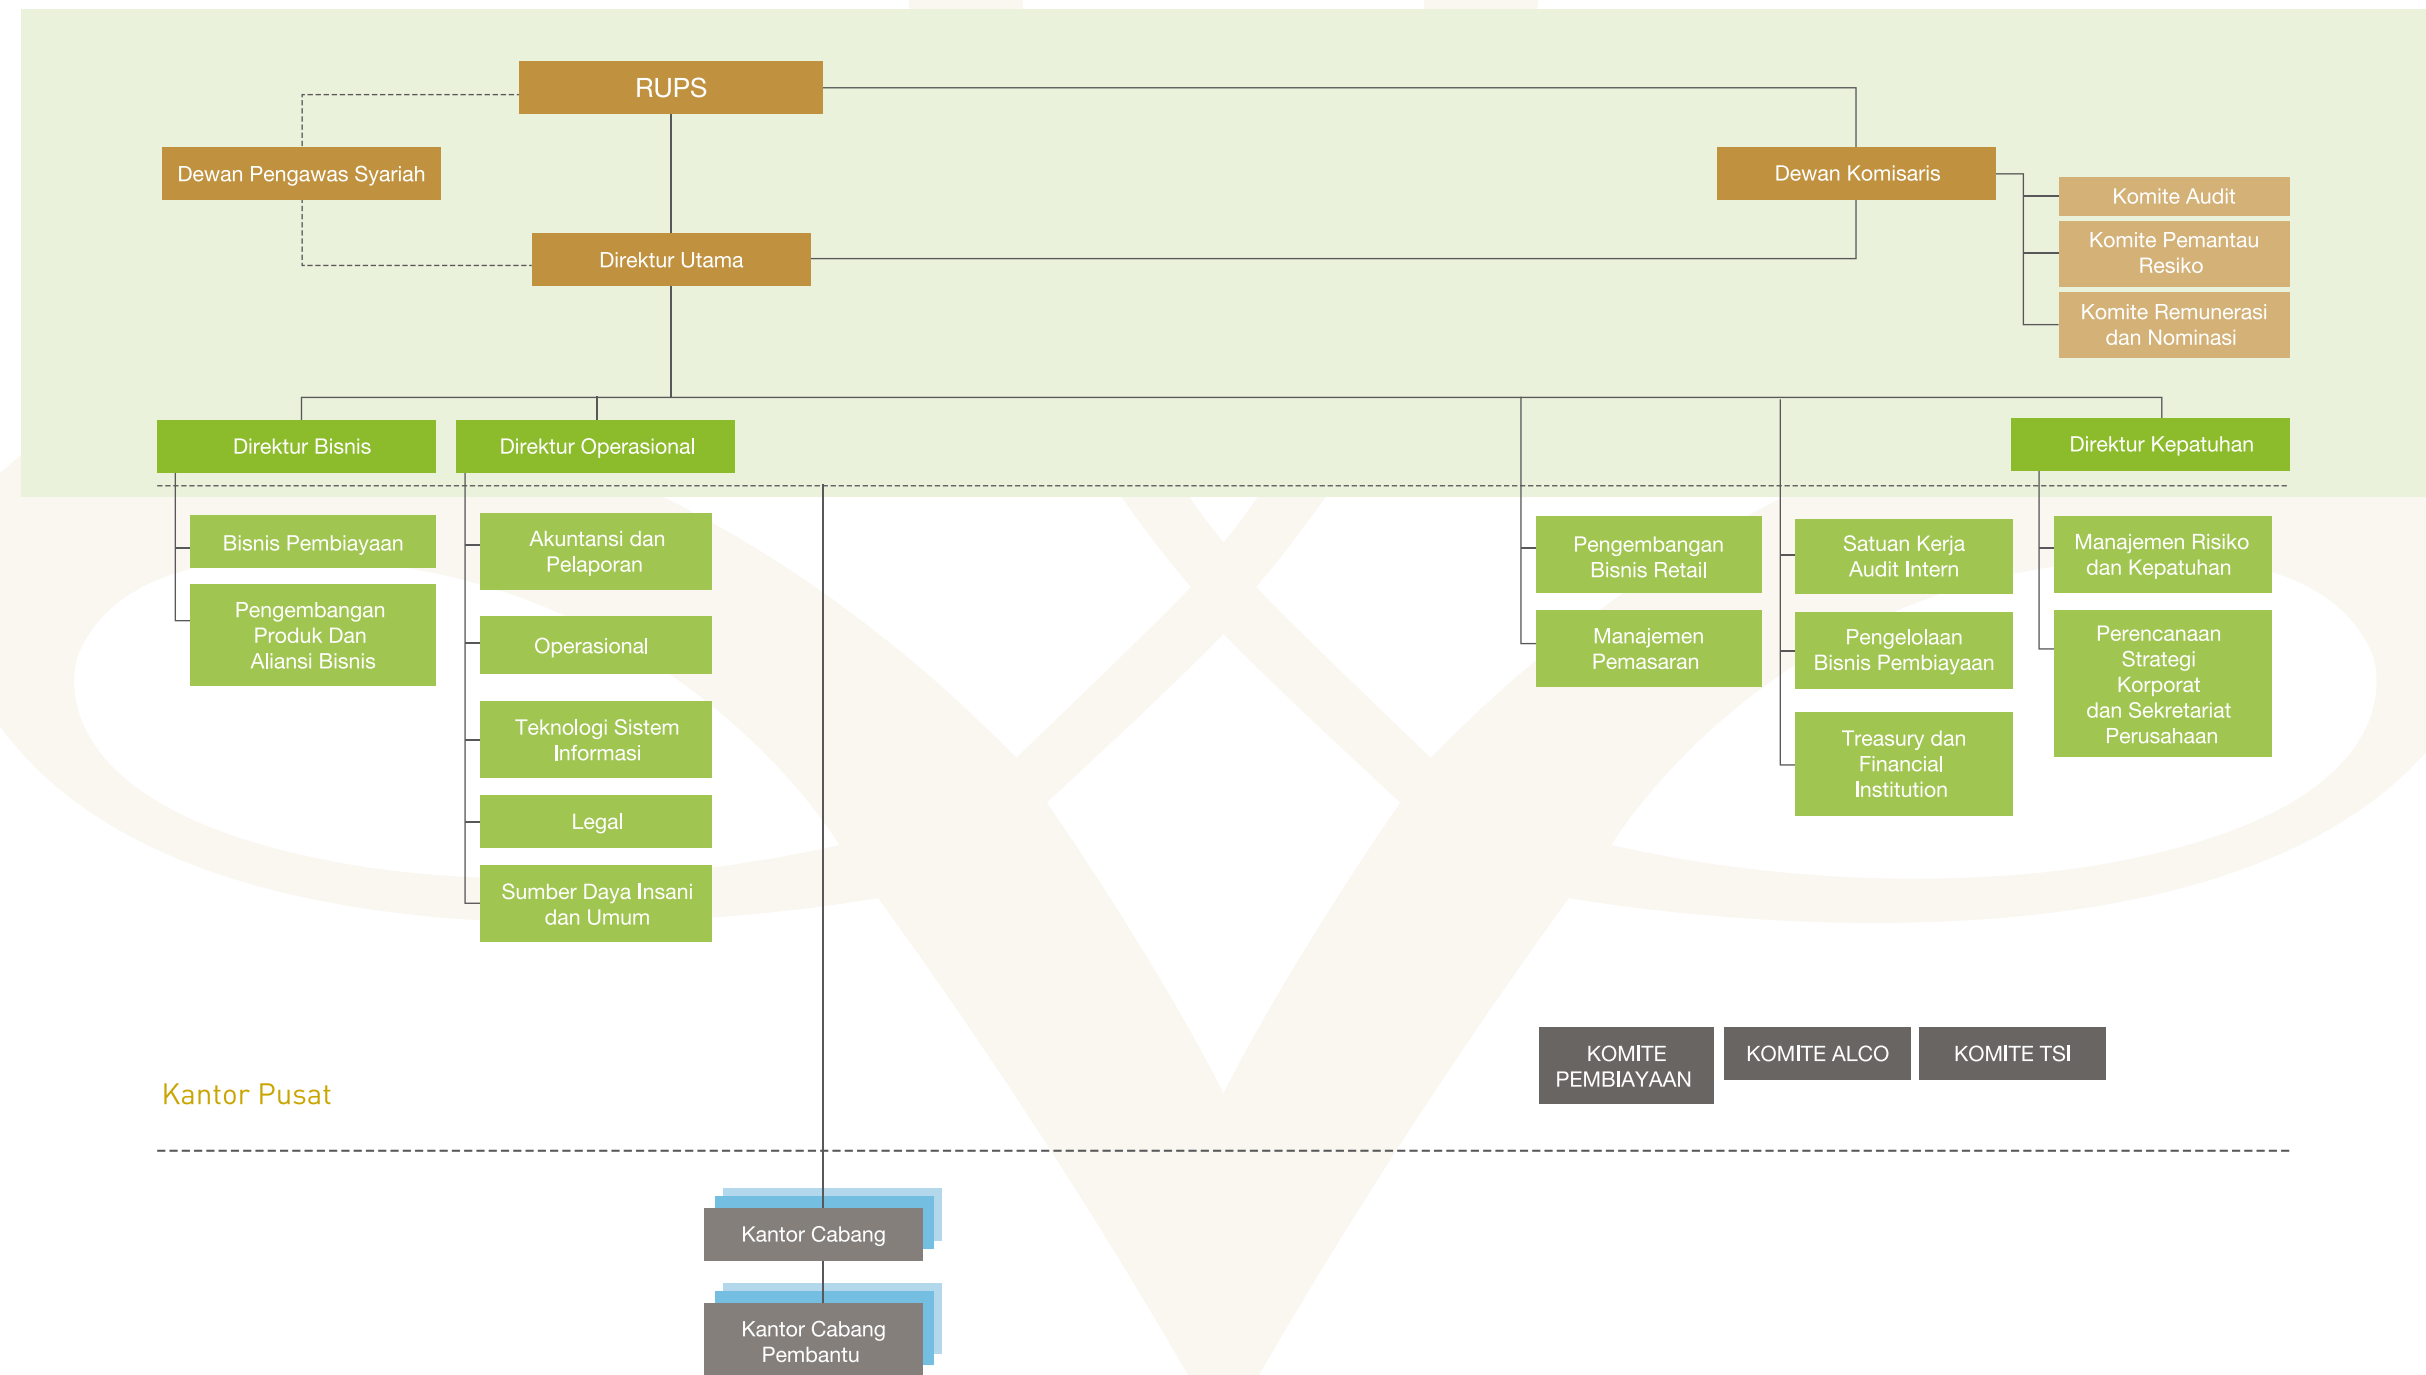 RUPS
Dewan Pengawas Syariah
Dewan Komisaris
Komite Audit
Komite Pemantau
Resiko
Direktur Utama
Komite Remunerasi
dan Nominasi
Direktur Bisnis
Direktur Operasional
Direktur Kepatuhan
Bisnis Pembiayaan
Pengembangan
Produk Dan
Aliansi Bisnis
Akuntansi dan
Pelaporan
Operasional
Teknologi Sistem
Informasi
Legal
Sumber Daya Insani
dan Umum
Pengembangan
Bisnis Retail
Manajemen
Pemasaran
Satuan Kerja
Audit Intern
Pengelolaan
Bisnis Pembiayaan
Treasury dan
Financial
Institution
Manajemen Risiko
dan Kepatuhan
Perencanaan
Strategi
Korporat
dan Sekretariat
Perusahaan
KOMITE
PEMBIAYAAN
KOMITE ALCO
KOMITE TSI
Kantor Pusat
Kantor Cabang
Kantor Cabang
Pembantu